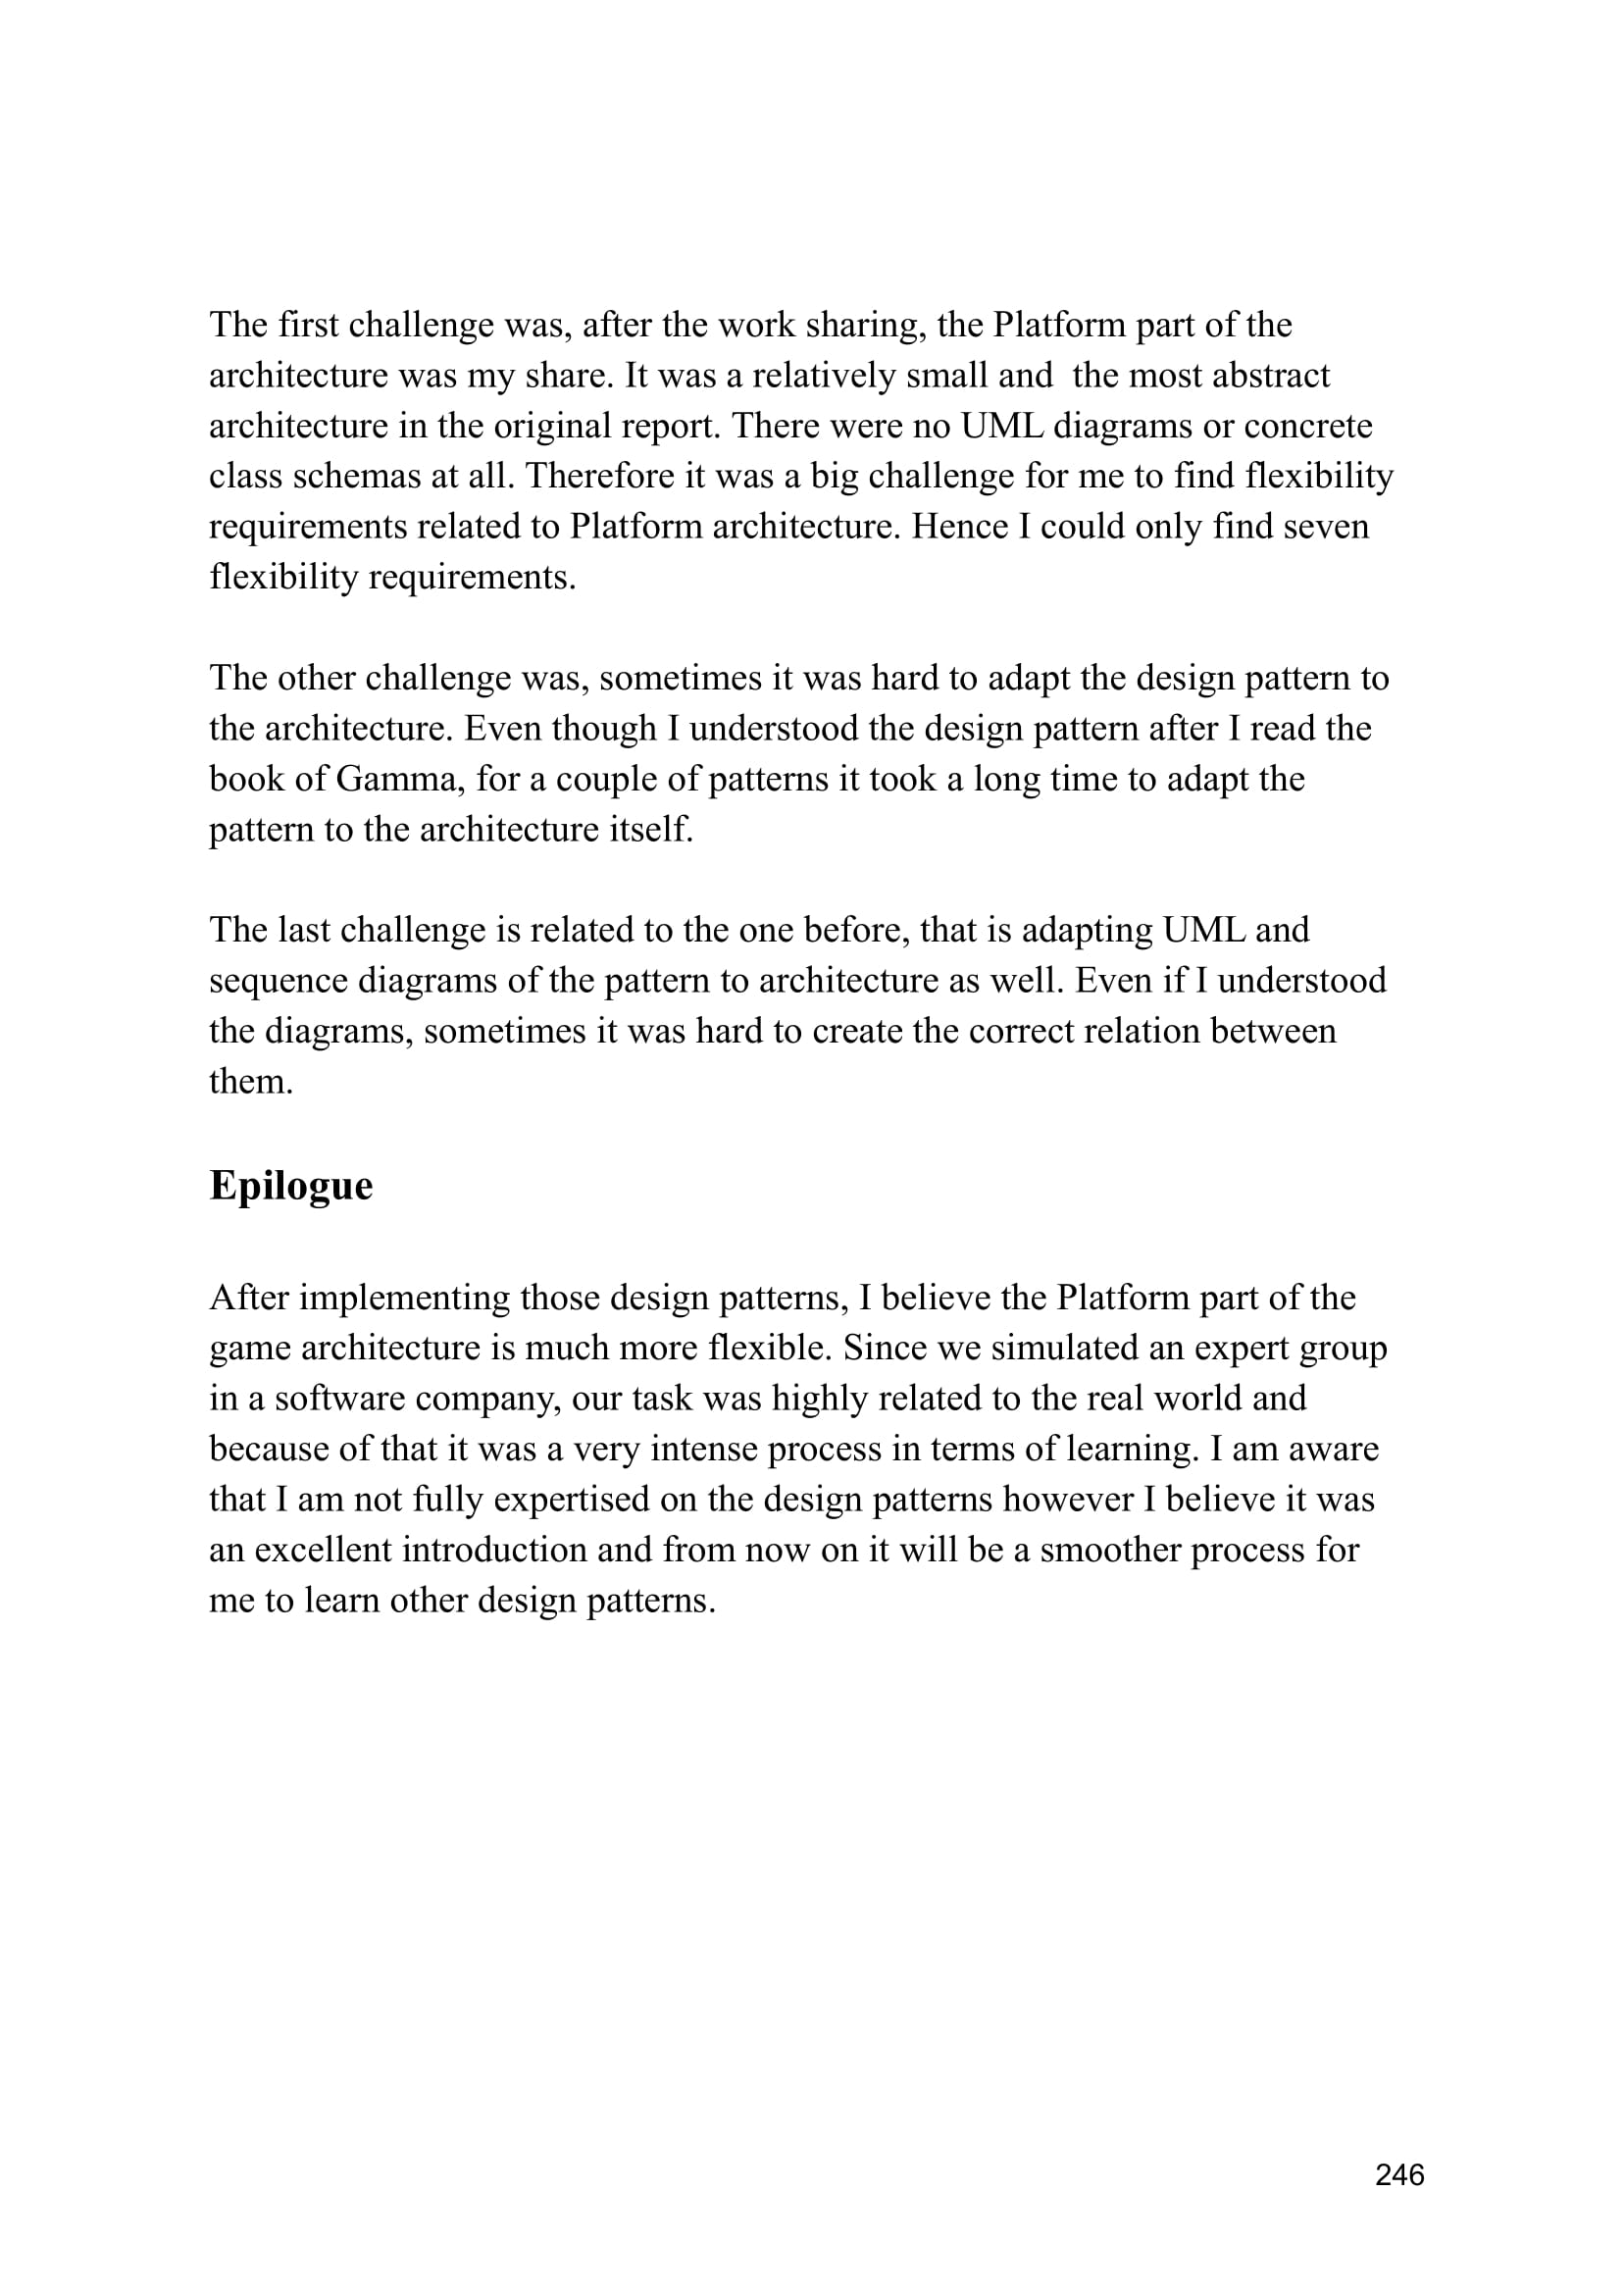 The first challenge was, after the work sharing, the Platform part of the
architecture was my share. It was a relatively small and  the most abstract
architecture in the original report. There were no UML diagrams or concrete
class schemas at all. Therefore it was a big challenge for me to find flexibility
requirements related to Platform architecture. Hence I could only find seven
flexibility requirements.
The other challenge was, sometimes it was hard to adapt the design pattern to
the architecture. Even though I understood the design pattern after I read the
book of Gamma, for a couple of patterns it took a long time to adapt the
pattern to the architecture itself.
The last challenge is related to the one before, that is adapting UML and
sequence diagrams of the pattern to architecture as well. Even if I understood
the diagrams, sometimes it was hard to create the correct relation between
them.
Epilogue
After implementing those design patterns, I believe the Platform part of the
game architecture is much more flexible. Since we simulated an expert group
in a software company, our task was highly related to the real world and
because of that it was a very intense process in terms of learning. I am aware
that I am not fully expertised on the design patterns however I believe it was
an excellent introduction and from now on it will be a smoother process for
me to learn other design patterns.
246